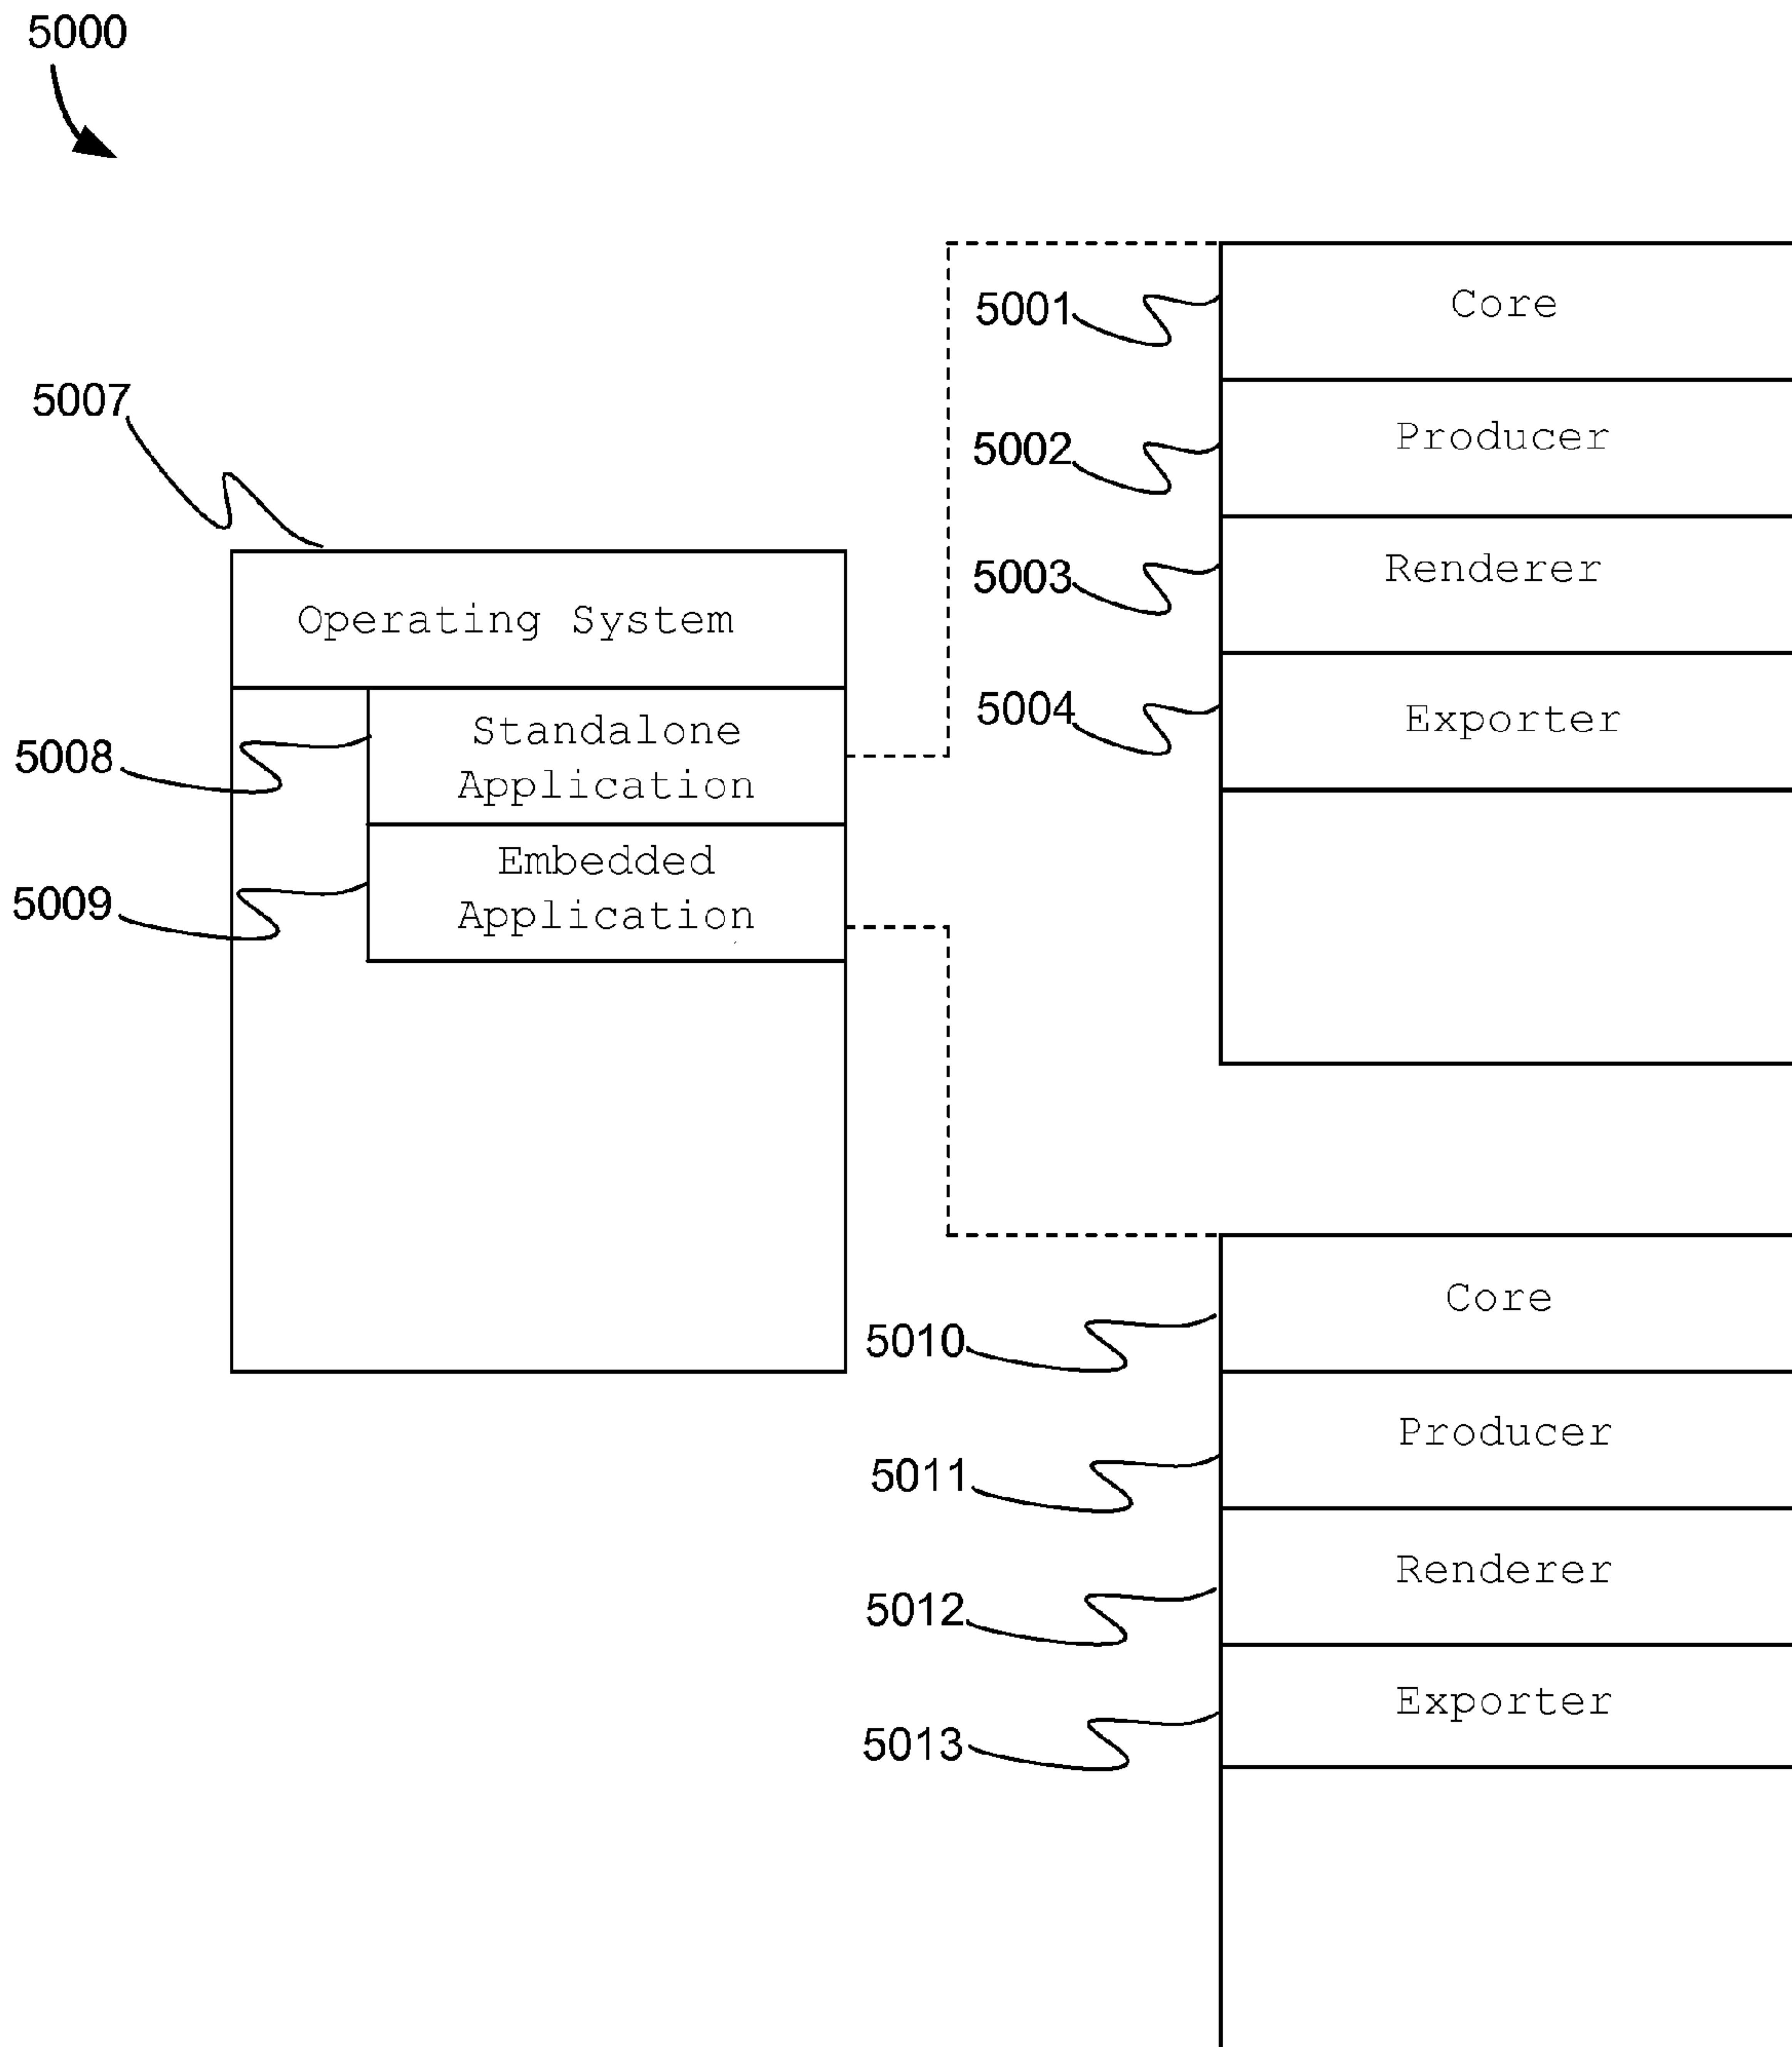 5000
5001
Core
5002
Producer
5003
Renderer
5004
Exporter
5007
Operating System
5008
Standalone
Application
5009
Embedded
Application
5010
Core
5011
Producer
5012
Renderer
5013
Exporter